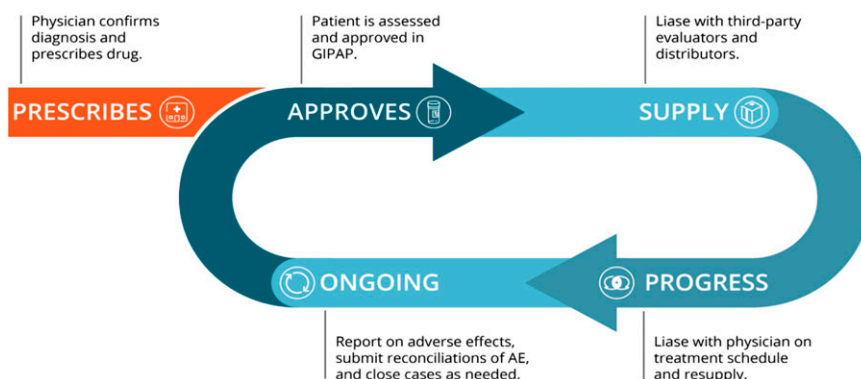 Physician confirms
diagnosis and
prescribes drug.
Patient is assessed
and approved in
GIPAP.
Liase with third-party
evaluators and
distributors.
PRESCRIBES
APPROVES
SUPPLY
ONGOING
PROGRESS
Report on adverse effects,
submit reconciliations of AE,
and close cases as needed.
Liase with physician on
treatment schedule
and resupply.